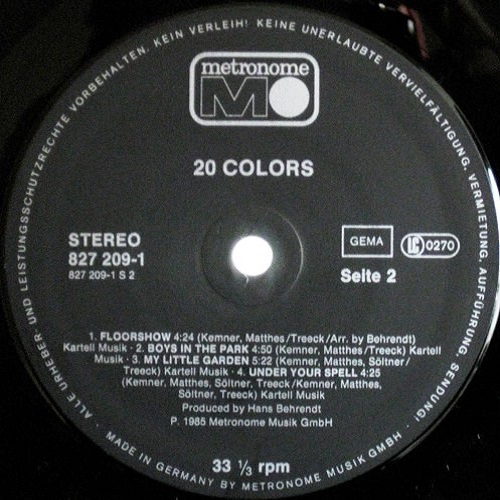 ALLE URHEBER UND LEISTUNGSSCHUTZRECHTE VORBEHALTEN. KEIN VERLEIH! KEINE UNERLAUBTE VERVIELFÄLTIGUNG, VERMIETUNG, AUFFÜHRUNG, SENDUNG!
metronome
M
20 COLORS
STEREO
827 209-1
827 209-1 S 2
GEMA
LC 0270
Seite 2
1. FLOORSHOW 4:24 (Kemner, Matthes/Treeck/Arr. by Behrendt)
Kartell Musik · 2. BOYS IN THE PARK 4:50 (Kemner, Matthes/Treeck) Kartell
Musik · 3. MY LITTLE GARDEN 5:22 (Kemner, Matthes, Söltner/
Treeck) Kartell Musik · 4. UNDER YOUR SPELL 4:25
(Kemner, Matthes, Söltner, Treeck/Kemner, Matthes,
Söltner, Treeck) Kartell Musik
Produced by Hans Behrendt
P. 1985 Metronome Musik GmbH
33 1/3 rpm
· MADE IN GERMANY BY METRONOME MUSIK GMBH ·